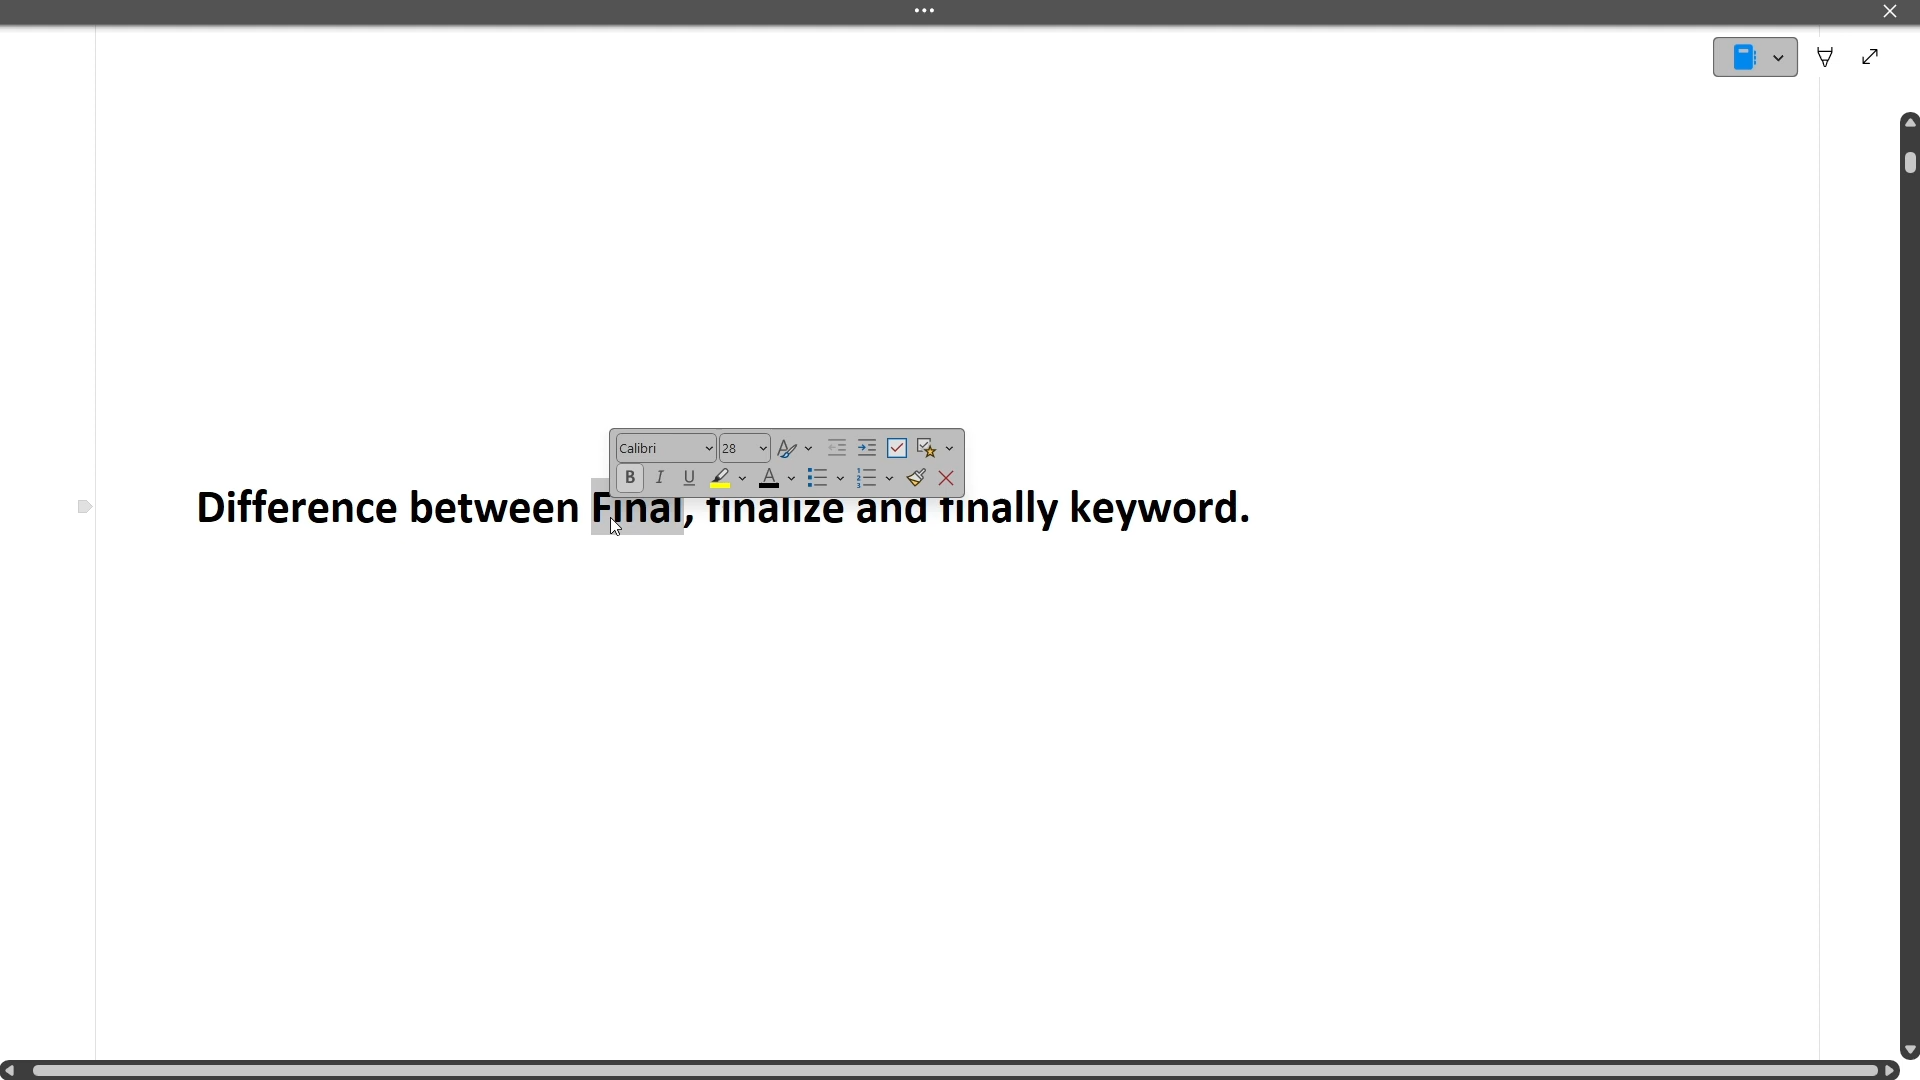 Calibri 28
B I U A
Difference between Final, finalize and finally keyword.